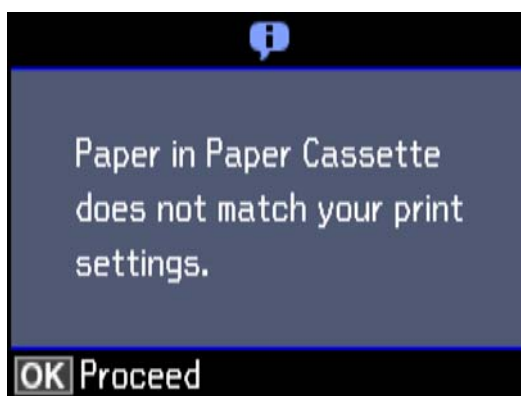 Paper in Paper Cassette
does not match your print
settings.
OK Proceed